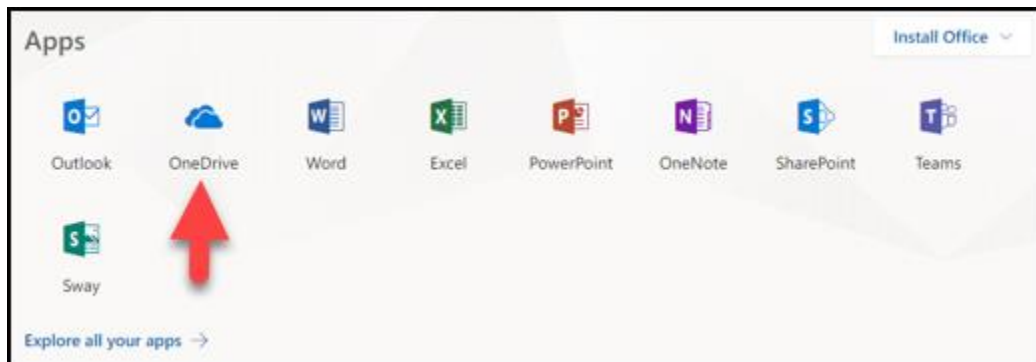 Apps
Install Office
Outlook OneDrive Word Excel PowerPoint OneNote SharePoint Teams
Sway
Explore all your apps →